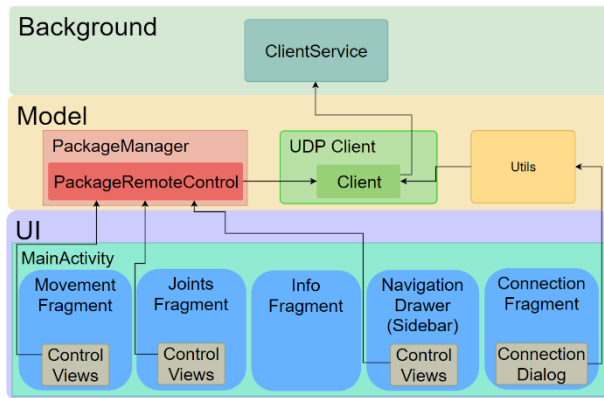 Background
ClientService
Model
PackageManager
PackageRemoteControl
UDP Client
Client
Utils
UI
MainActivity
Movement
Fragment
Control
Views
Joints
Fragment
Control
Views
Info
Fragment
Navigation
Drawer
(Sidebar)
Control
Views
Connection
Fragment
Connection
Dialog